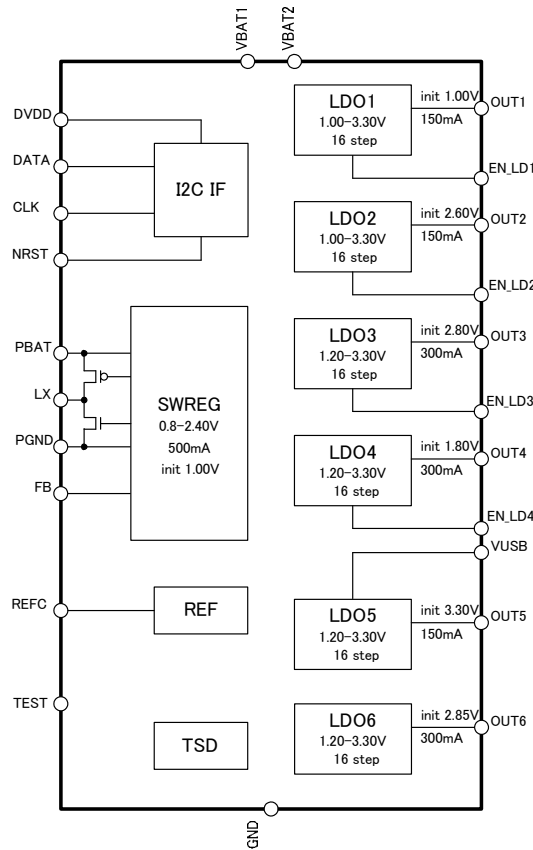 VBAT1
VBAT2
DVDD
DATA
CLK
NRST
I2C IF
PBAT
LX
PGND
FB
SWREG
0.8-2.40V
500mA
init 1.00V
REFC
REF
TEST
TSD
LDO1
1.00-3.30V
16 step
init 1.00V
150mA
OUT1
EN_LD1
LDO2
1.00-3.30V
16 step
init 2.60V
150mA
OUT2
EN_LD2
LDO3
1.20-3.30V
16 step
init 2.80V
300mA
OUT3
EN_LD3
LDO4
1.20-3.30V
16 step
init 1.80V
300mA
OUT4
EN_LD4
VUSB
LDO5
1.20-3.30V
16 step
init 3.30V
150mA
OUT5
LDO6
1.20-3.30V
16 step
init 2.85V
300mA
OUT6
GND